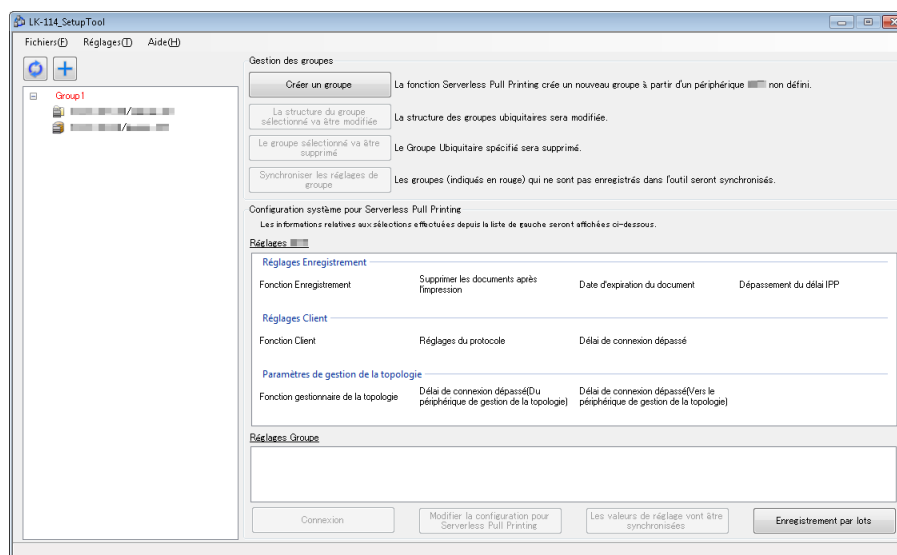 LK-114_SetupTool
Fichiers(F) Réglages(T) Aide(H)
Group1
/
/
Gestion des groupes
Créer un groupe
La fonction Serverless Pull Printing crée un nouveau groupe à partir d'un périphérique non défini.
La structure du groupe
sélectionné va être modifiée
La structure des groupes ubiquitaires sera modifiée.
Le groupe sélectionné va être
supprimé
Le Groupe Ubiquitaire spécifié sera supprimé.
Synchroniser les réglages de
groupe
Les groupes (indiqués en rouge) qui ne sont pas enregistrés dans l'outil seront synchronisés.
Configuration système pour Serverless Pull Printing
Les informations relatives aux sélections effectuées depuis la liste de gauche seront affichées ci-dessous.
Réglages
Réglages Enregistrement
Fonction Enregistrement
Supprimer les documents après
l'impression
Date d'expiration du document
Dépassement du délai IPP
Réglages Client
Fonction Client
Réglages du protocole
Délai de connexion dépassé
Paramètres de gestion de la topologie
Fonction gestionnaire de la topologie
Délai de connexion dépassé(Du
périphérique de gestion de la topologie)
Délai de connexion dépassé(Vers le
périphérique de gestion de la topologie)
Réglages Groupe
Connexion
Modifier la configuration pour
Serverless Pull Printing
Les valeurs de réglage vont être
synchronisées
Enregistrement par lots